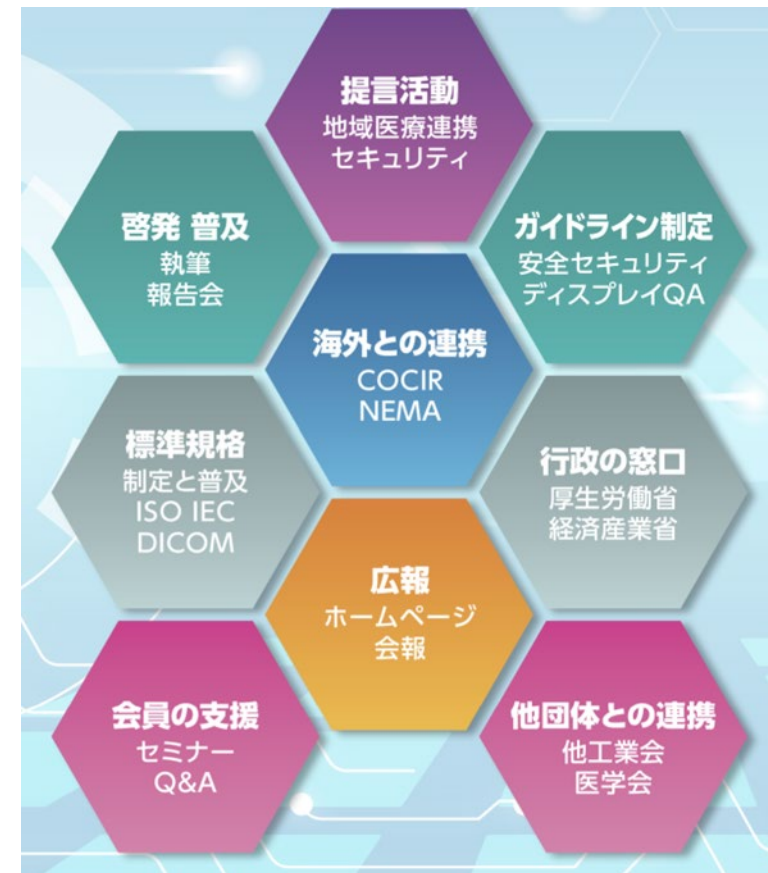 提言活動
地域医療連携
セキュリティ
啓発 普及
執筆
報告会
ガイドライン制定
安全セキュリティ
ディスプレイQA
海外との連携
COCIR
NEMA
標準規格
制定と普及
ISO IEC
DICOM
行政の窓口
厚生労働省
経済産業省
広報
ホームページ
会報
会員の支援
セミナー
Q&A
他団体との連携
他工業会
医学会